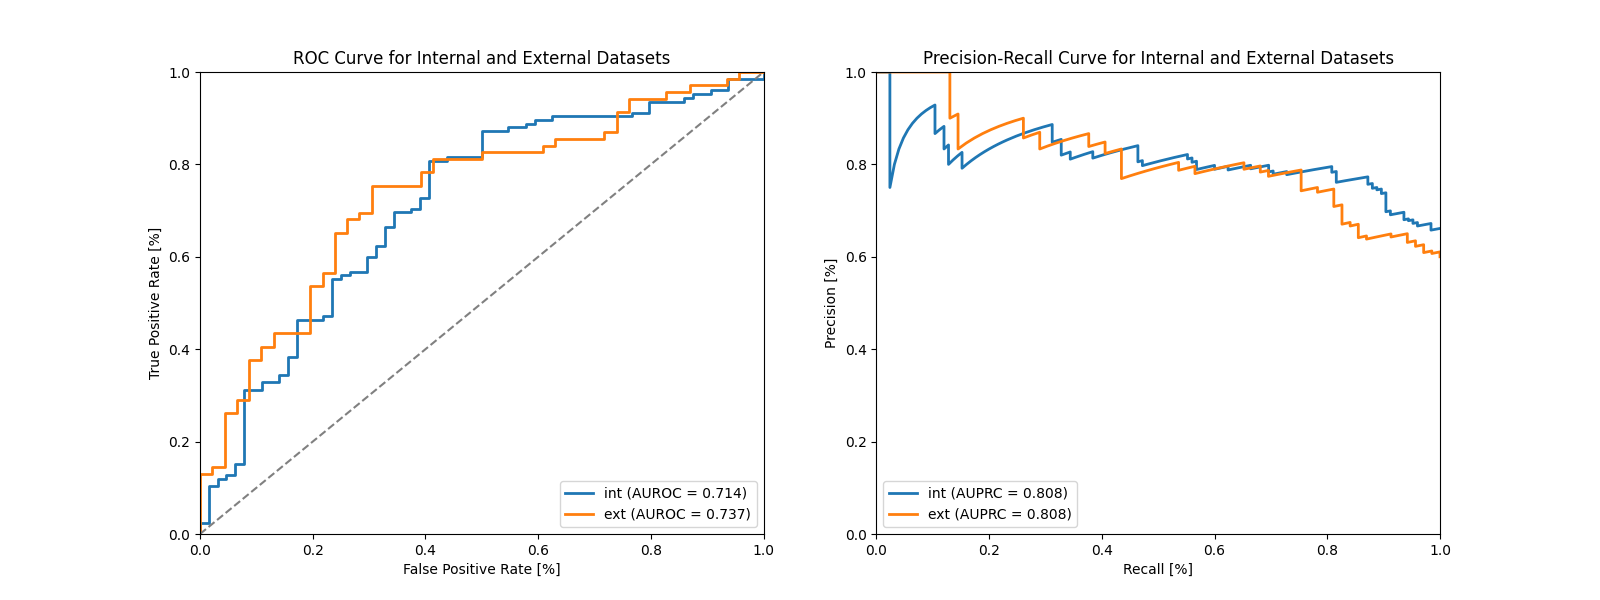 ROC Curve for Internal and External Datasets
1.0
0.8
0.6
0.4
0.2
0.0
True Positive Rate [%]
0.0 0.2 0.4 0.6 0.8 1.0
False Positive Rate [%]
int (AUROC = 0.714)
ext (AUROC = 0.737)
Precision-Recall Curve for Internal and External Datasets
1.0
0.8
0.6
0.4
0.2
0.0
Precision [%]
0.0 0.2 0.4 0.6 0.8 1.0
Recall [%]
int (AUPRC = 0.808)
ext (AUPRC = 0.808)